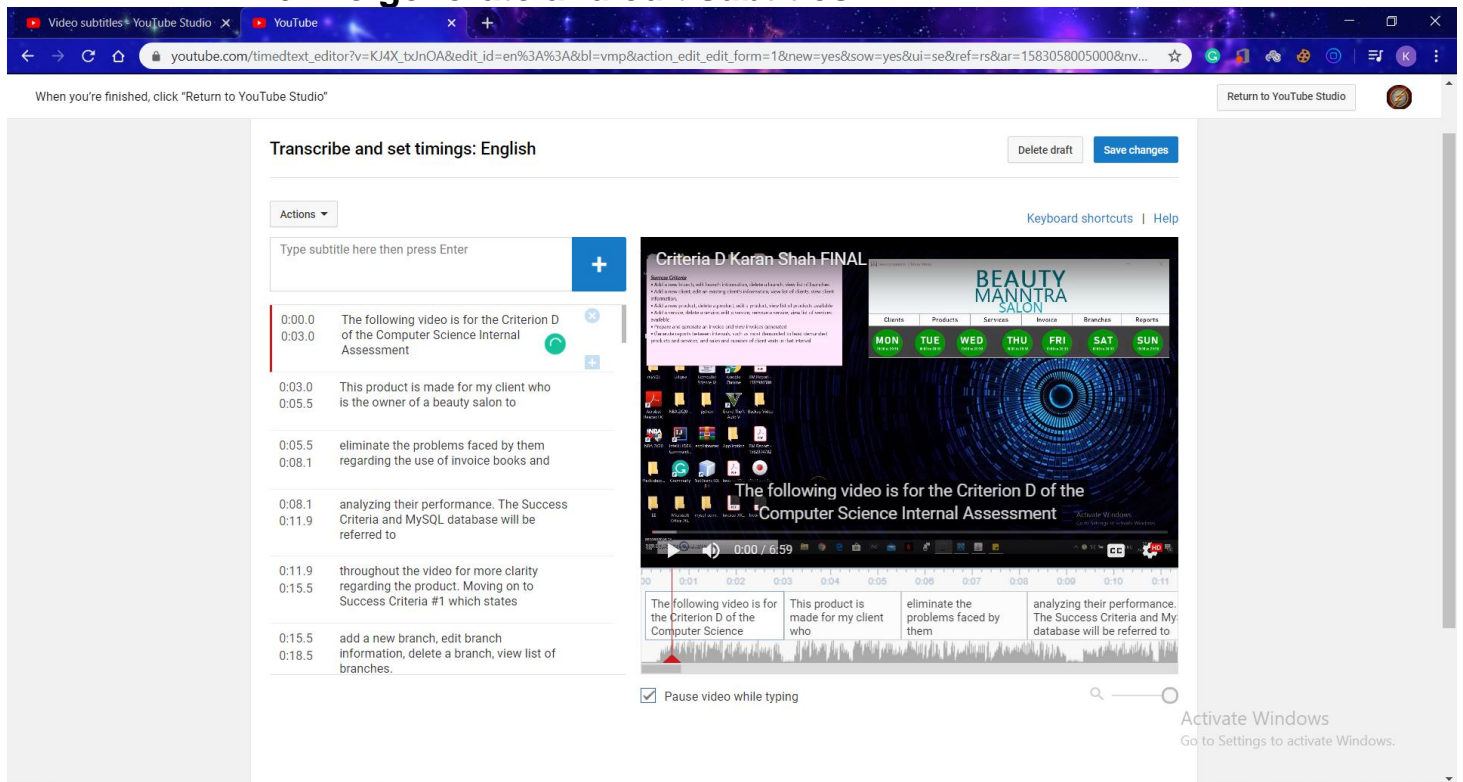 Video subtitles - YouTube Studio
YouTube
youtube.com/timedtext_editor?v=KJ4X_txJnOA&edit_id=en%3A%3A&bl=vmp&action_edit_edit_form=1&new=yes&sow=yes&ui=se&ref=rs&ar=1583058005000&nv...
K
When you're finished, click "Return to YouTube Studio"
Return to YouTube Studio
Transcribe and set timings: English
Delete draft
Save changes
Actions
Keyboard shortcuts | Help
Type subtitle here then press Enter
+
0:00.0
0:03.0
The following video is for the Criterion D
of the Computer Science Internal
Assessment
0:03.0
0:05.5
This product is made for my client who
is the owner of a beauty salon to
0:05.5
0:08.1
eliminate the problems faced by them
regarding the use of invoice books and
0:08.1
0:11.9
analyzing their performance. The Success
Criteria and MySQL database will be
referred to
0:11.9
0:15.5
throughout the video for more clarity
regarding the product. Moving on to
Success Criteria #1 which states
0:15.5
0:18.5
add a new branch, edit branch
information, delete a branch, view list of
branches.
Criteria D Karan Shah FINAL
Success Criteria
BEAUTY
MANNTRA
SALON
Clients Products Services Invoice Branches Reports
MON TUE WED THU FRI SAT SUN
The following video is for the Criterion D of the
Computer Science Internal Assessment
Activate Windows
0:00 / 6:59
CC
HD
00 0:01 0:02 0:03 0:04 0:05 0:06 0:07 0:08 0:09 0:10 0:11
The following video is for
the Criterion D of the
Computer Science
This product is
made for my client
who
eliminate the
problems faced by
them
analyzing their performance.
The Success Criteria and My
database will be referred to
Pause video while typing
Activate Windows
Go to Settings to activate Windows.